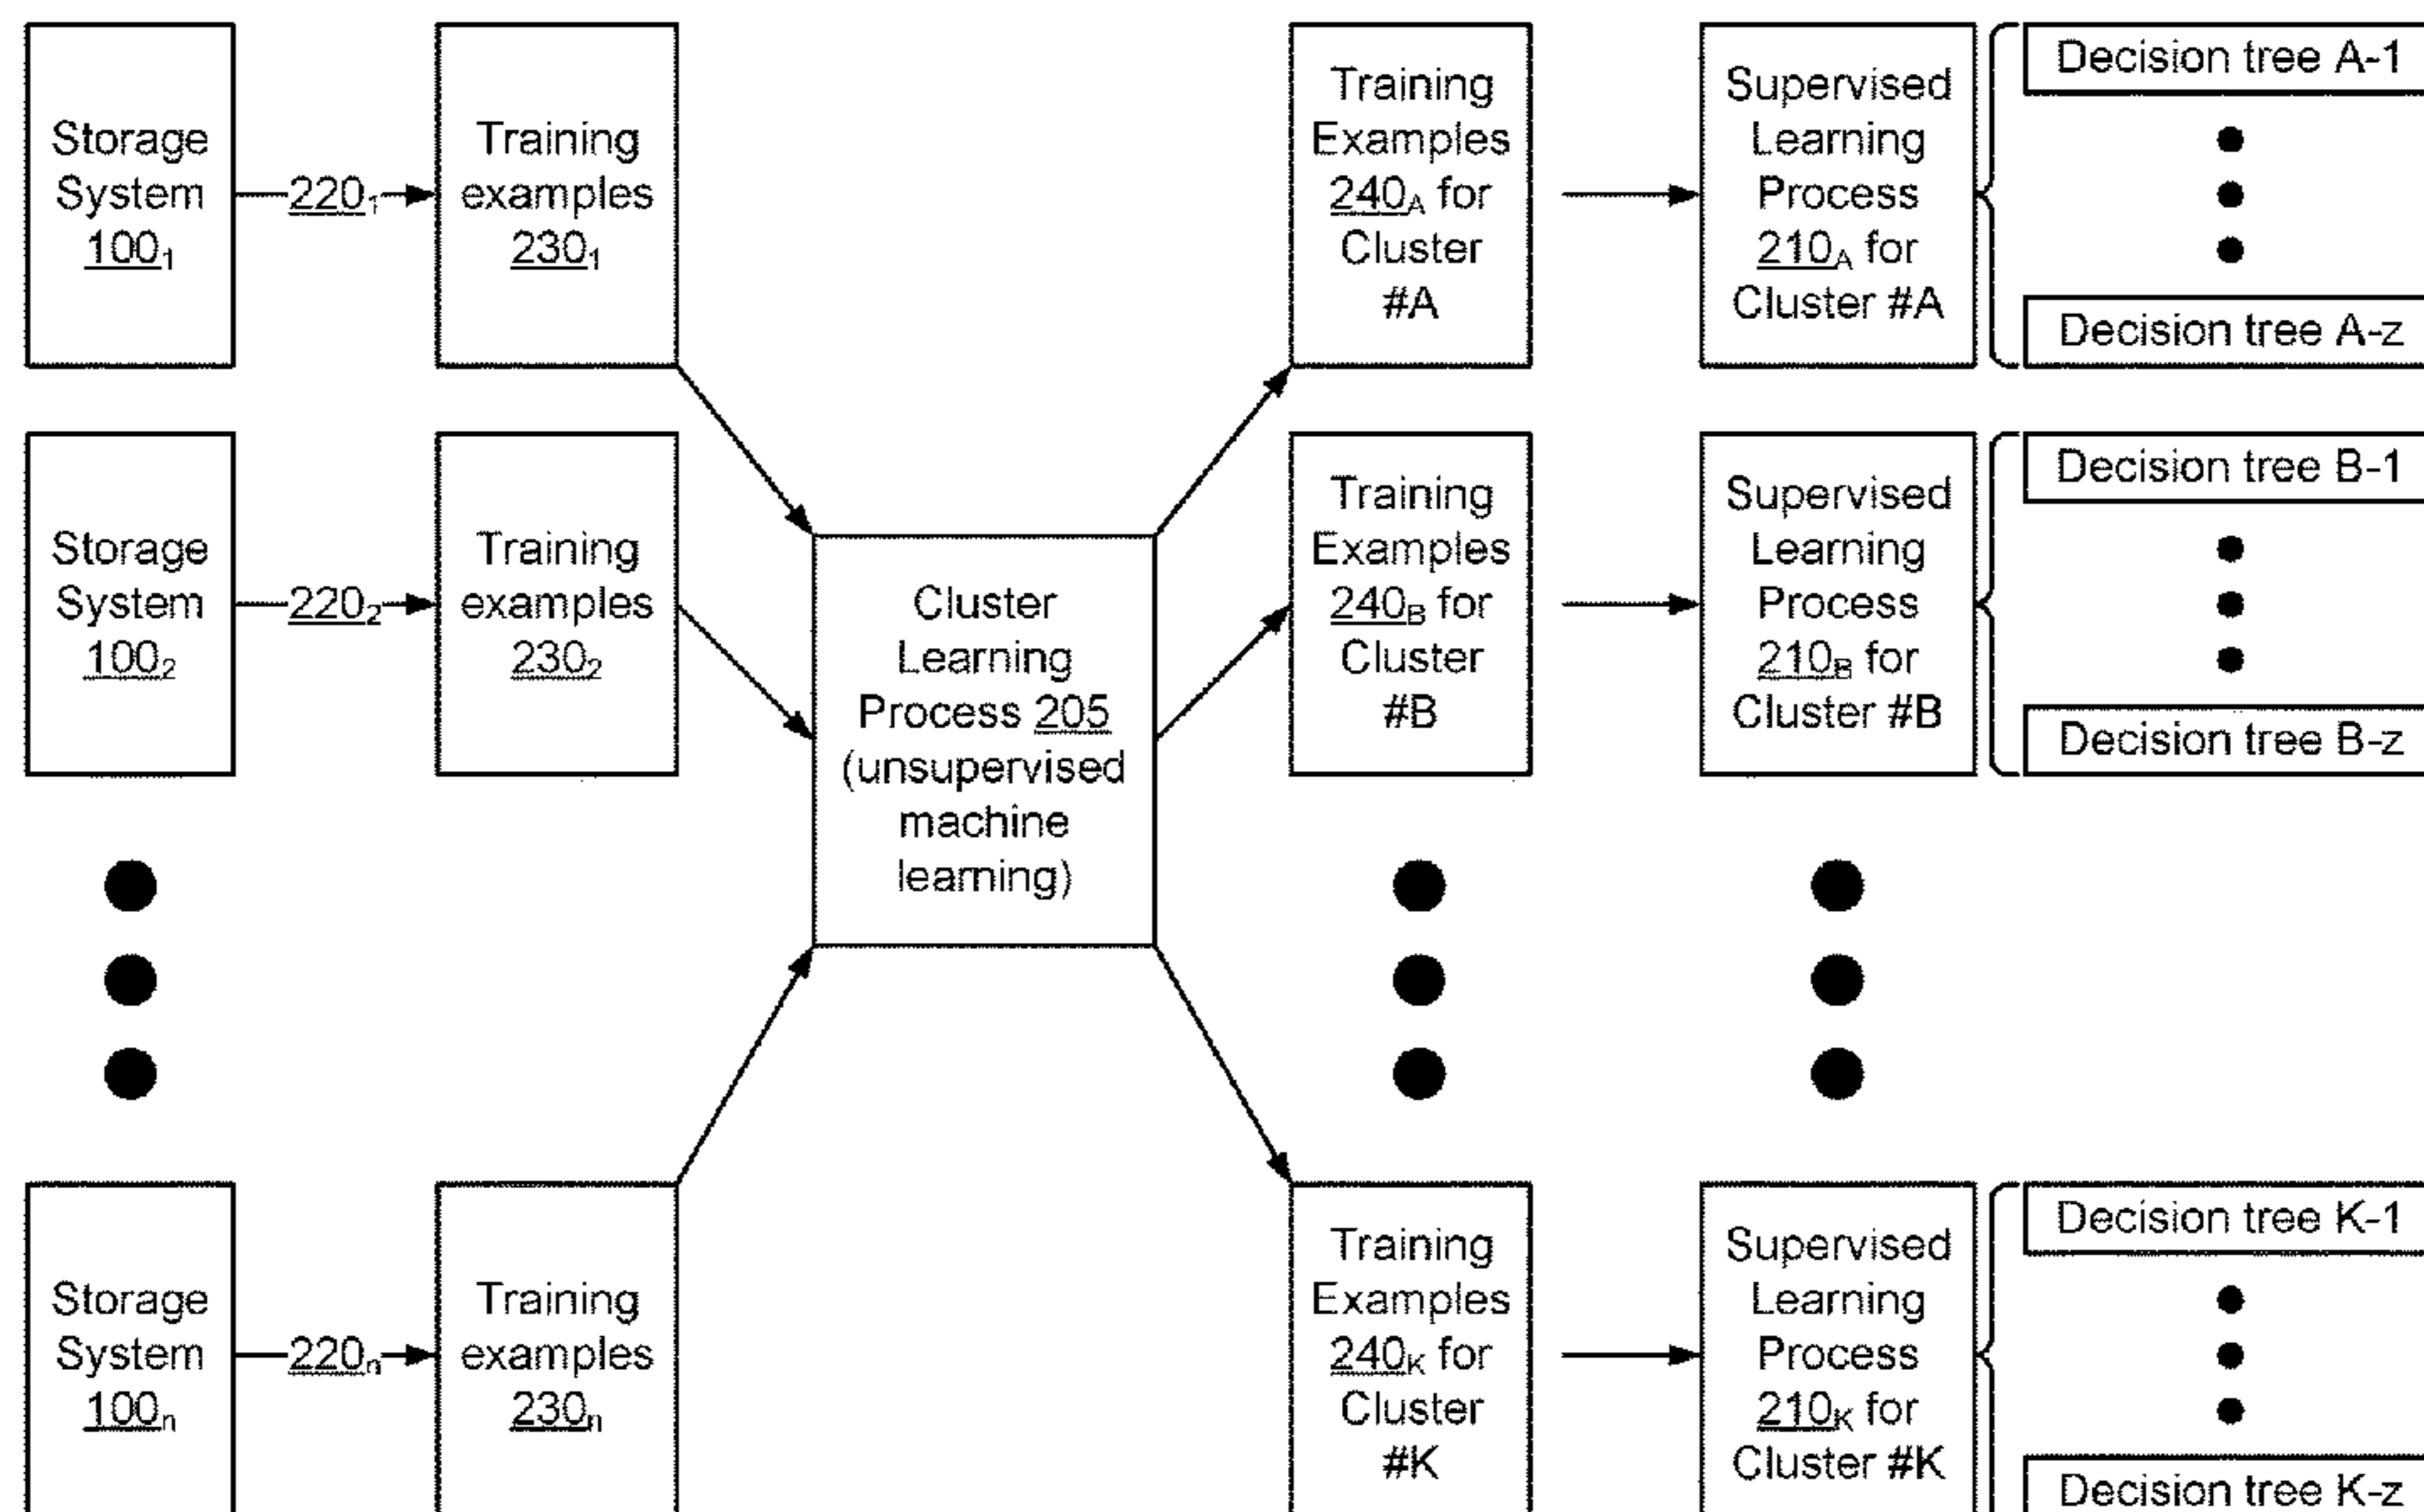 Storage
System
100₁
220₁
Training
examples
230₁
Training
Examples
240A for
Cluster
#A
Supervised
Learning
Process
210A for
Cluster #A
Decision tree A-1
Decision tree A-z
Storage
System
100₂
220₂
Training
examples
230₂
Cluster
Learning
Process 205
(unsupervised
machine
learning)
Training
Examples
240B for
Cluster
#B
Supervised
Learning
Process
210B for
Cluster #B
Decision tree B-1
Decision tree B-z
Storage
System
100n
220n
Training
examples
230n
Training
Examples
240K for
Cluster
#K
Supervised
Learning
Process
210K for
Cluster #K
Decision tree K-1
Decision tree K-z